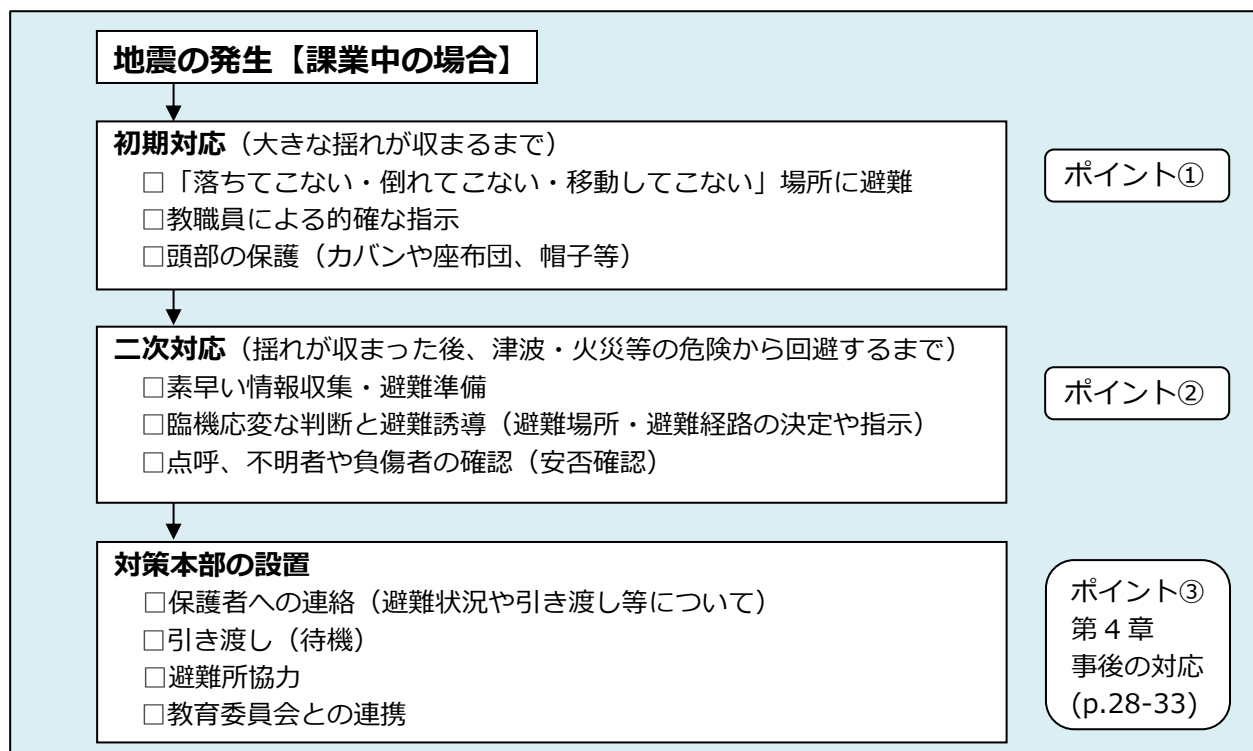 地震の発生【課業中の場合】
初期対応（大きな揺れが収まるまで）
□「落ちてこない・倒れてこない・移動してこない」場所に避難
□教職員による的確な指示
□頭部の保護（カバンや座布団、帽子等）
ポイント①
二次対応（揺れが収まった後、津波・火災等の危険から回避するまで）
□素早い情報収集・避難準備
□臨機応変な判断と避難誘導（避難場所・避難経路の決定や指示）
□点呼、不明者や負傷者の確認（安否確認）
ポイント②
対策本部の設置
□保護者への連絡（避難状況や引き渡し等について）
□引き渡し（待機）
□避難所協力
□教育委員会との連携
ポイント③
第４章
事後の対応
(p.28-33)